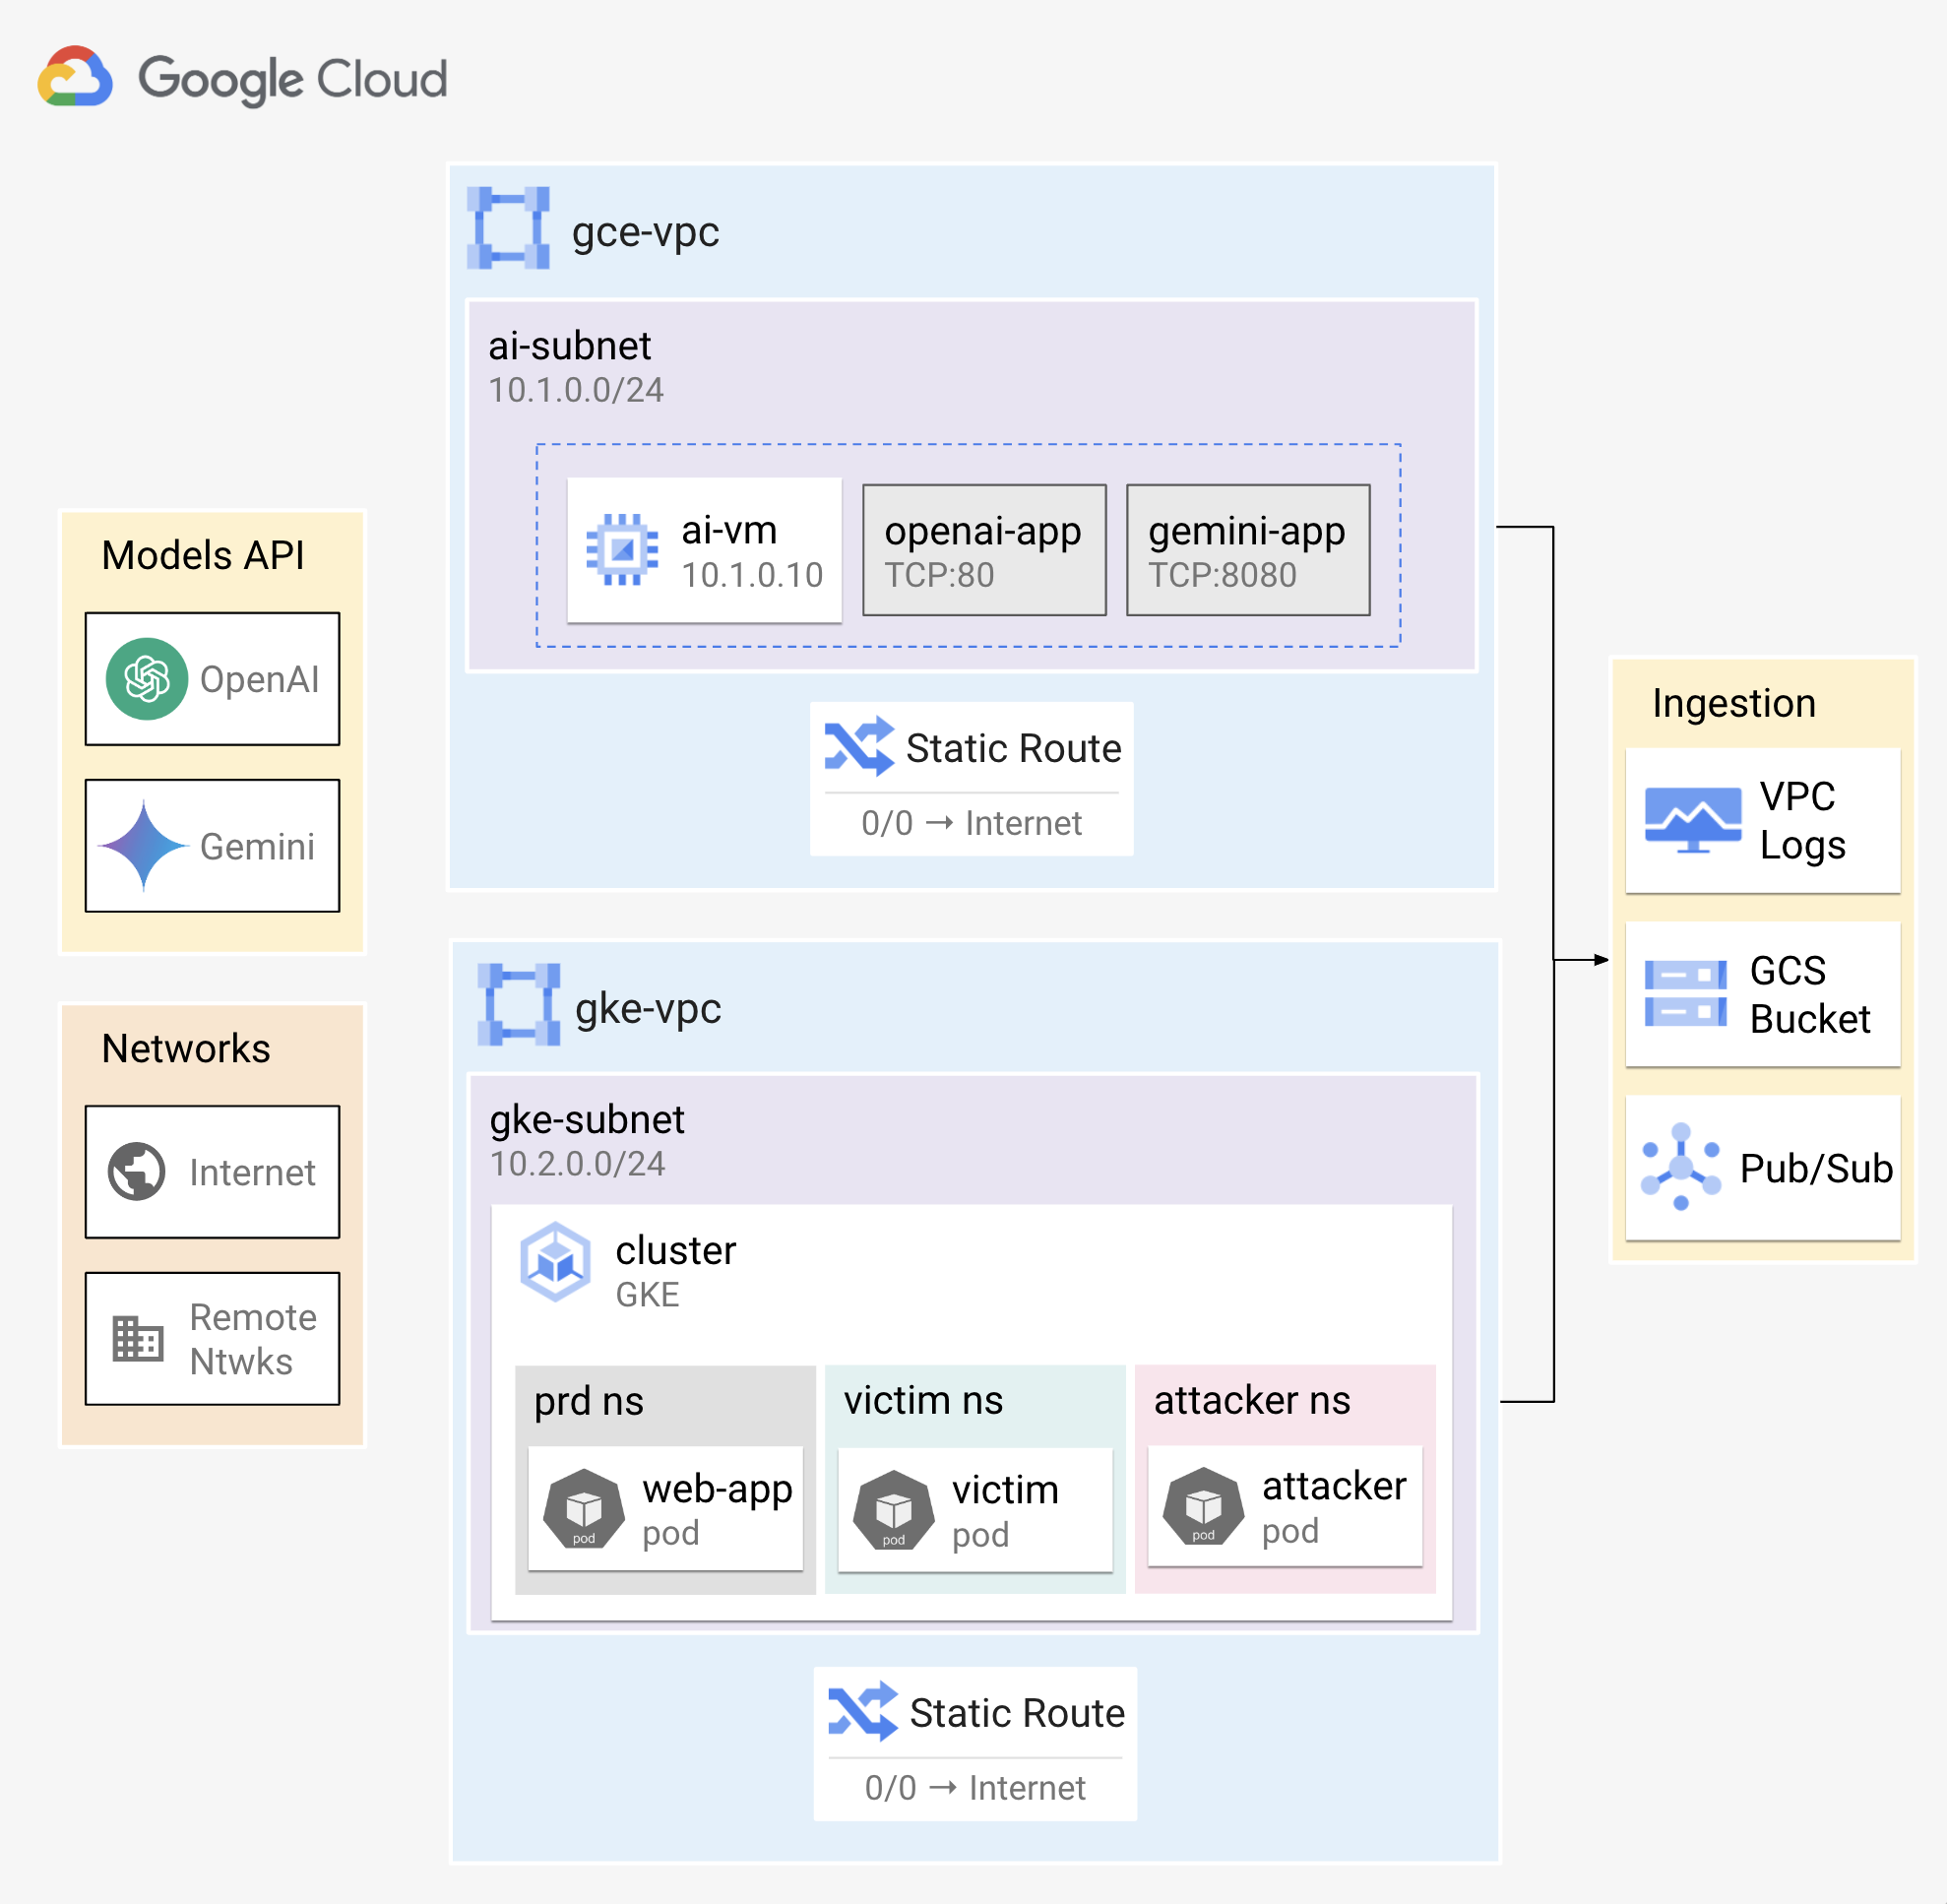 Google Cloud
gce-vpc
ai-subnet
10.1.0.0/24
ai-vm
10.1.0.10
openai-app
TCP:80
gemini-app
TCP:8080
Static Route
0/0 → Internet
Models API
OpenAI
Gemini
Networks
Internet
Remote
Ntwks
gke-vpc
gke-subnet
10.2.0.0/24
cluster
GKE
prd ns
web-app
pod
pod
victim ns
victim
pod
pod
attacker ns
attacker
pod
pod
Static Route
0/0 → Internet
Ingestion
VPC
Logs
GCS
Bucket
Pub/Sub